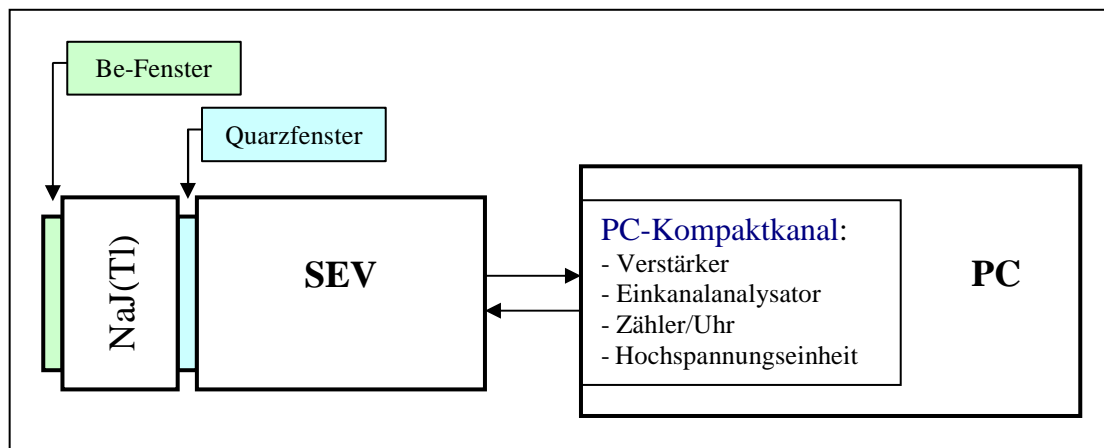 Be-Fenster
Quarzfenster
NaJ(Tl)
SEV
PC-Kompaktkanal:
- Verstärker
- Einkanalanalysator
- Zähler/Uhr
- Hochspannungseinheit
PC